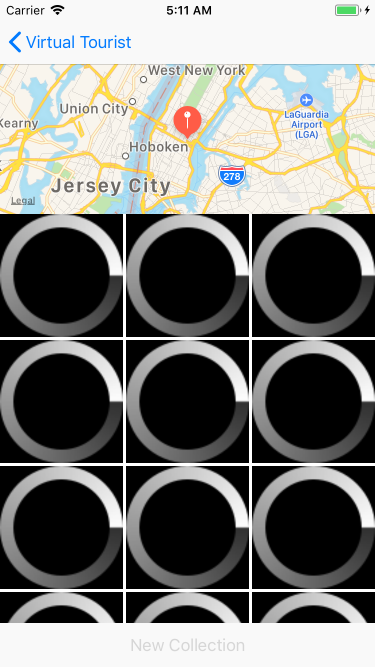 Carrier 5:11 AM
Virtual Tourist
West New York
Union City
Kearny
LaGuardia
Airport
(LGA)
Hoboken
278
Jersey City
Legal
New Collection